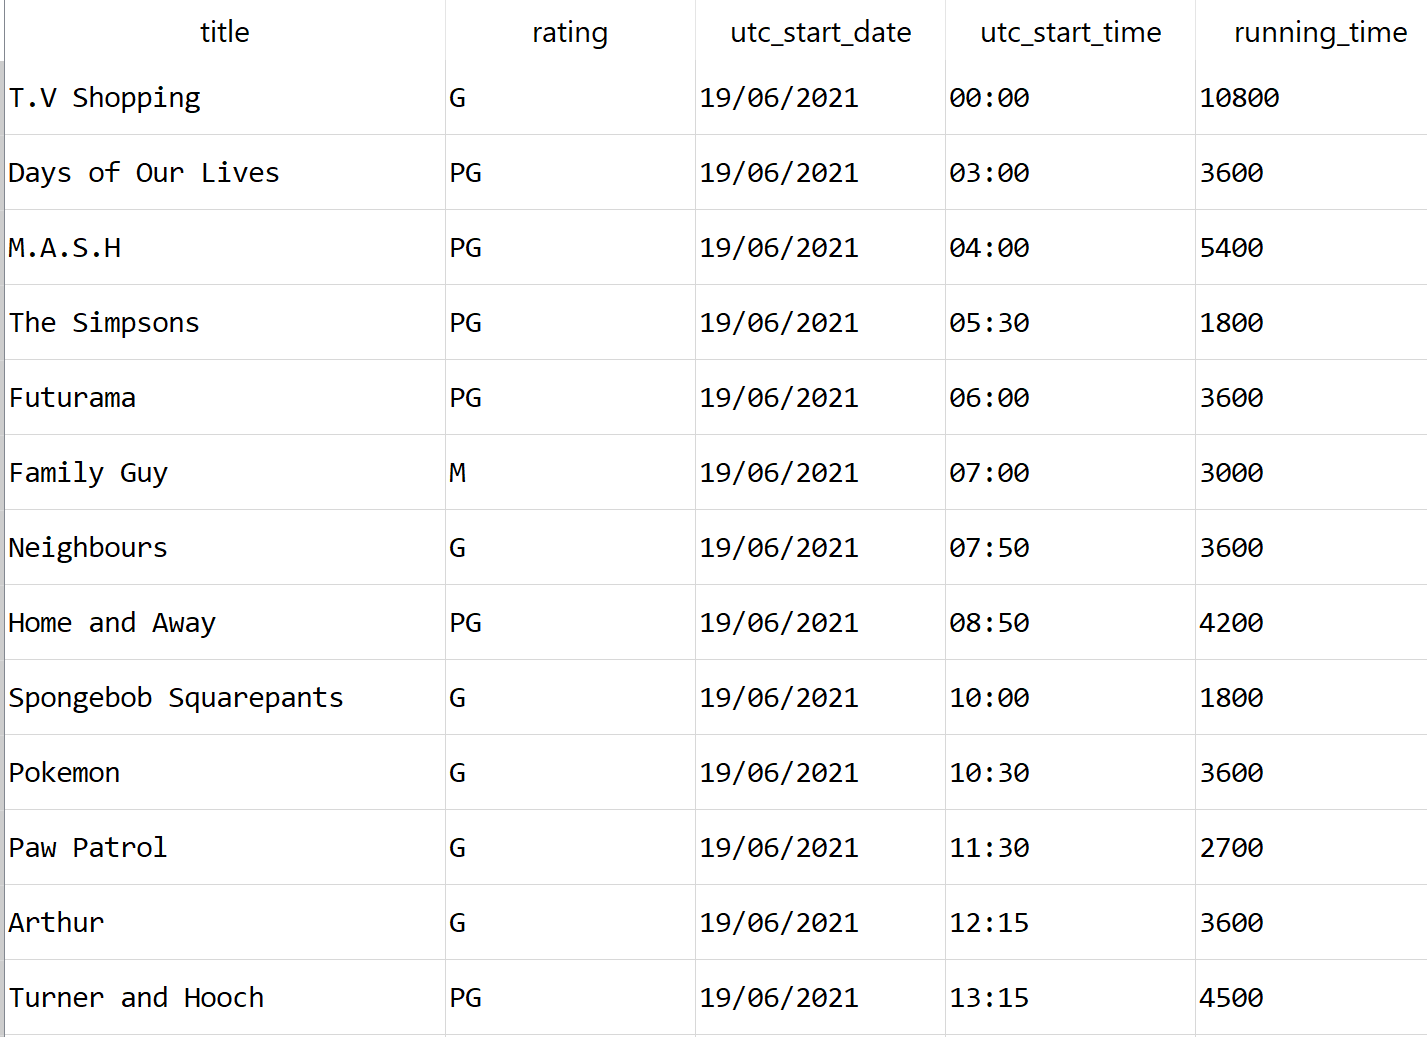 title rating utc_start_date utc_start_time running_time
T.V Shopping G 19/06/2021 00:00 10800
Days of Our Lives PG 19/06/2021 03:00 3600
M.A.S.H PG 19/06/2021 04:00 5400
The Simpsons PG 19/06/2021 05:30 1800
Futurama PG 19/06/2021 06:00 3600
Family Guy M 19/06/2021 07:00 3000
Neighbours G 19/06/2021 07:50 3600
Home and Away PG 19/06/2021 08:50 4200
Spongebob Squarepants G 19/06/2021 10:00 1800
Pokemon G 19/06/2021 10:30 3600
Paw Patrol G 19/06/2021 11:30 2700
Arthur G 19/06/2021 12:15 3600
Turner and Hooch PG 19/06/2021 13:15 4500